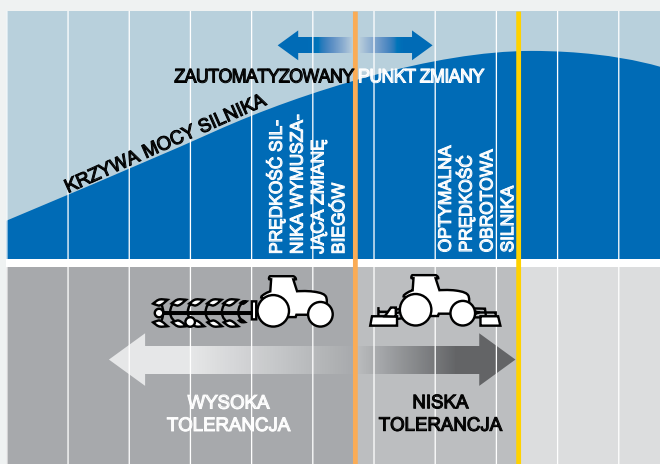 ZAUTOMATYZOWANY PUNKT ZMIANY
KRZYWA MOCY SILNIKA
PRĘDKOŚĆ SIL-
NIKA WYMUSZA-
JĄCA ZMIANĘ
BIEGÓW
OPTYMALNA
PRĘDKOŚĆ
OBROTOWA
SILNIKA
WYSOKA
TOLERANCJA
NISKA
TOLERANCJA